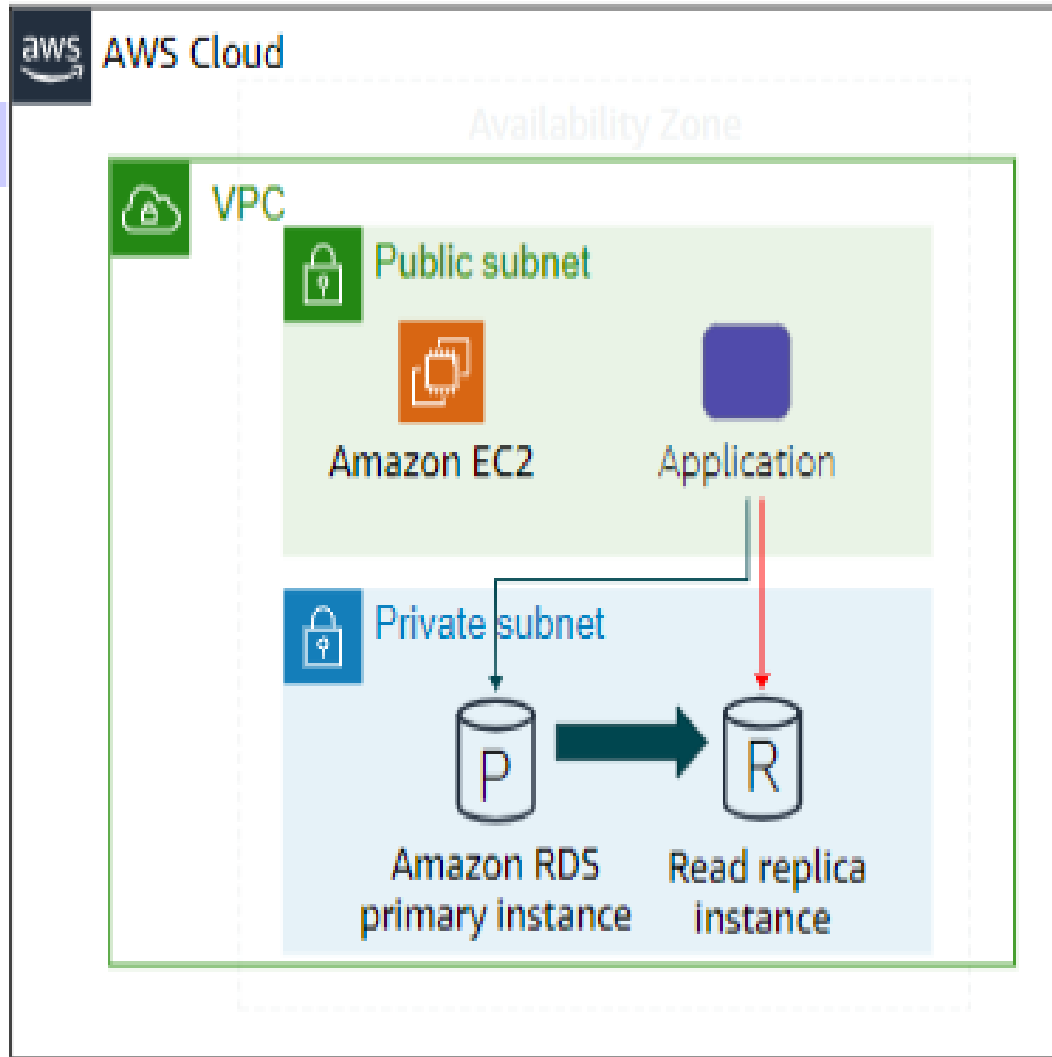 aws
AWS Cloud
Availability Zone
VPC
Public subnet
Amazon EC2
Application
Private subnet
P
R
Amazon RDS
primary instance
Read replica
instance